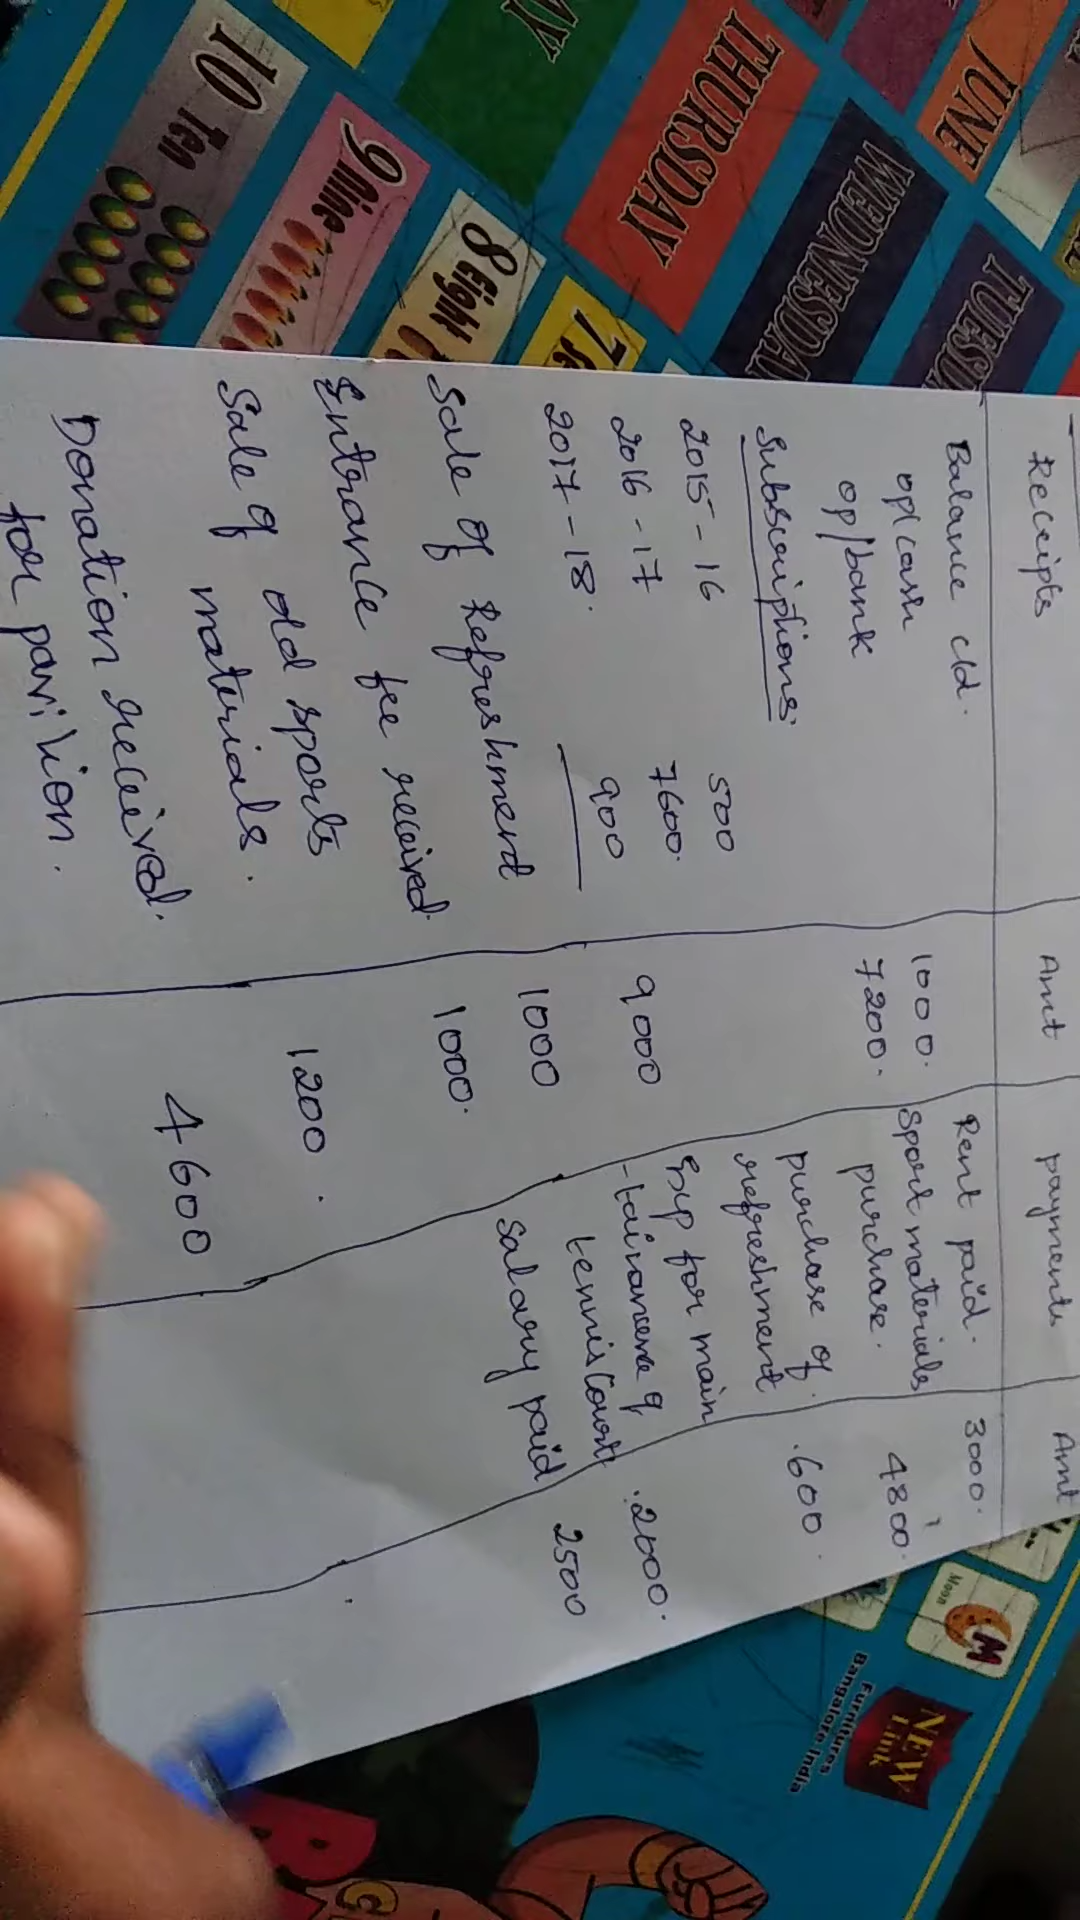 Receipts Amt payments Amt
Balance c/d. Rent paid. 3000.
op/cash 1000. Sport materials
op/bank 7200. purchase. 4800.
Subscriptions: purchase of
2015 - 16 500 refreshment 600.
2016 - 17 7600. Exp for main
2017 - 18. 900 9000 - tainanence of
tennis Court 2000.
Sale of Refreshment 1000 Salary paid 2500
Entrance fee received. 1000.
Sale of old sports
materials. 1200.
Donation received.
for pavilion. 4600
10 Ten
9 nine
8 Eight
7
THURSDAY
WEDNESDAY
JUNE
Moon
M
NEW
Link
Furnitures
Bangalore India